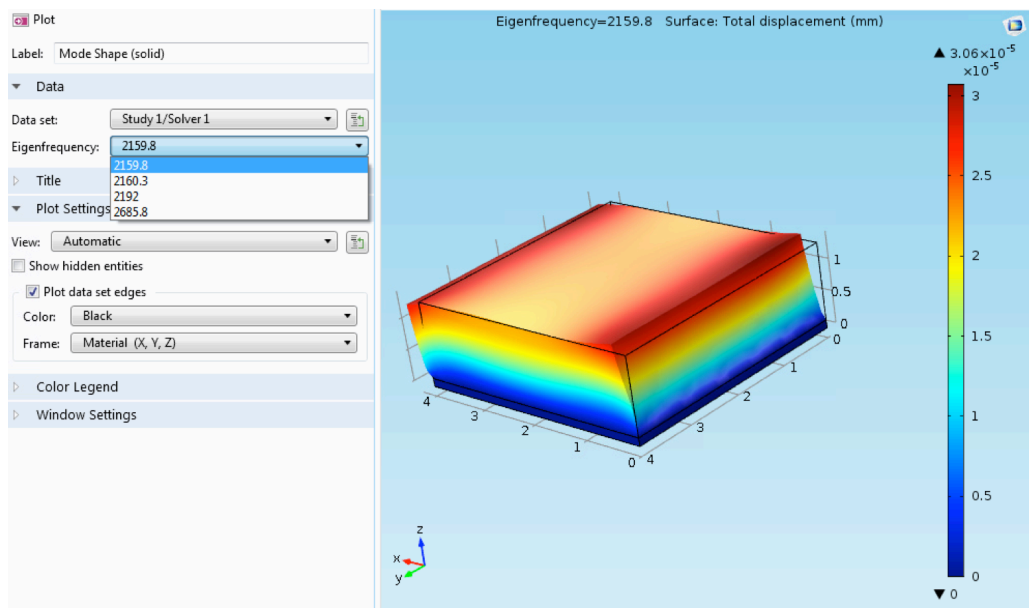 Plot
Label: Mode Shape (solid)
Data
Data set: Study 1/Solver 1
Eigenfrequency: 2159.8
2159.8
2160.3
2192
2685.8
Title
Plot Settings
View: Automatic
Show hidden entities
Plot data set edges
Color: Black
Frame: Material (X, Y, Z)
Color Legend
Window Settings
Eigenfrequency=2159.8 Surface: Total displacement (mm)
▲ 3.06×10⁻⁵
×10⁻⁵
3
2.5
2
1.5
1
0.5
0
▼ 0
1
0.5
0
0
1
2
3
4
4
3
2
1
0
z
x
y